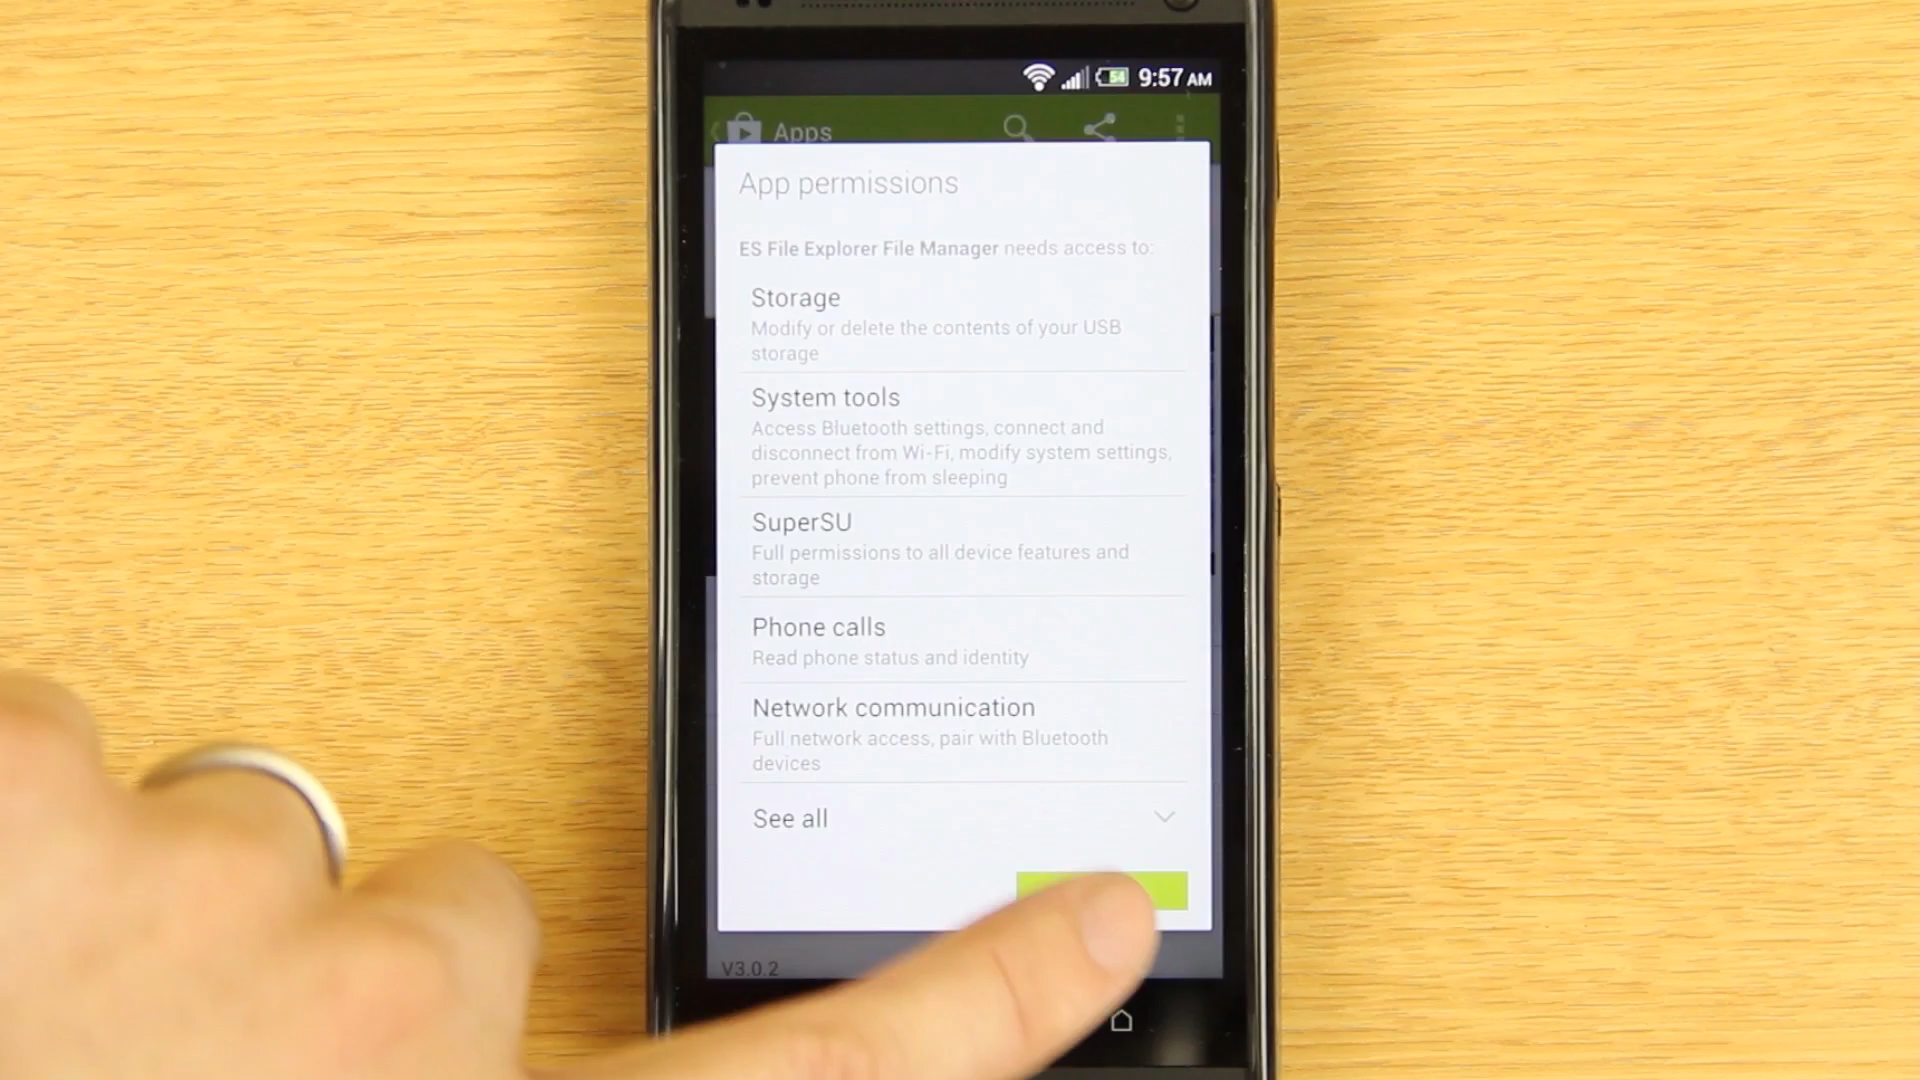 54 9:57 AM
Apps
App permissions
ES File Explorer File Manager needs access to:
Storage
Modify or delete the contents of your USB
storage
System tools
Access Bluetooth settings, connect and
disconnect from Wi-Fi, modify system settings,
prevent phone from sleeping
SuperSU
Full permissions to all device features and
storage
Phone calls
Read phone status and identity
Network communication
Full network access, pair with Bluetooth
devices
See all
V3.0.2